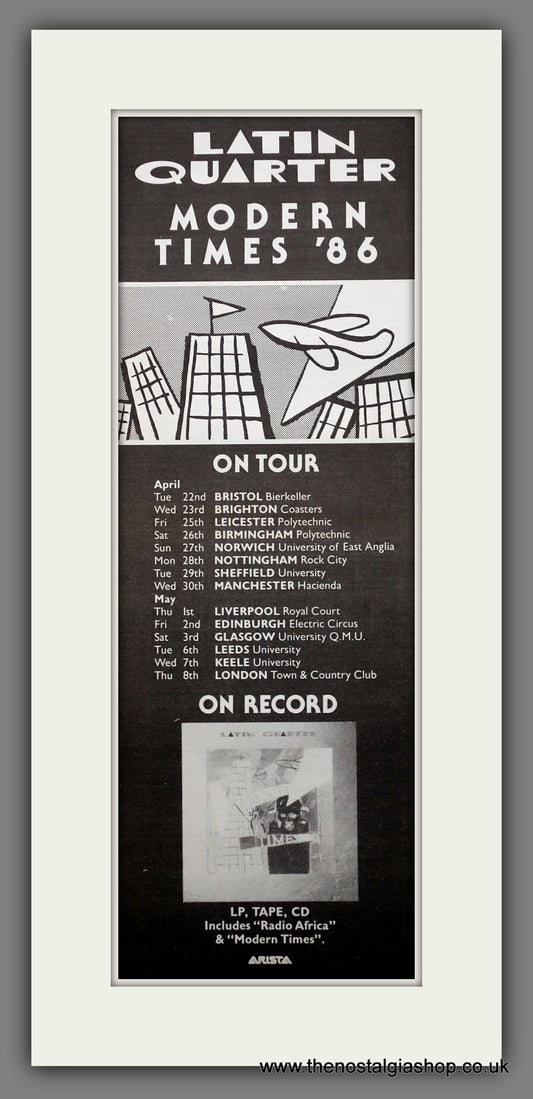 LATIN
QUARTER
MODERN
TIMES '86
ON TOUR
April
Tue 22nd BRISTOL Bierkeller
Wed 23rd BRIGHTON Coasters
Fri 25th LEICESTER Polytechnic
Sat 26th BIRMINGHAM Polytechnic
Sun 27th NORWICH University of East Anglia
Mon 28th NOTTINGHAM Rock City
Tue 29th SHEFFIELD University
Wed 30th MANCHESTER Hacienda
May
Thu 1st LIVERPOOL Royal Court
Fri 2nd EDINBURGH Electric Circus
Sat 3rd GLASGOW University Q.M.U.
Tue 6th LEEDS University
Wed 7th KEELE University
Thu 8th LONDON Town & Country Club
ON RECORD
LATIN QUARTER
TIMES
LP, TAPE, CD
Includes "Radio Africa"
& "Modern Times".
ARISTA
www.thenostalgiashop.co.uk